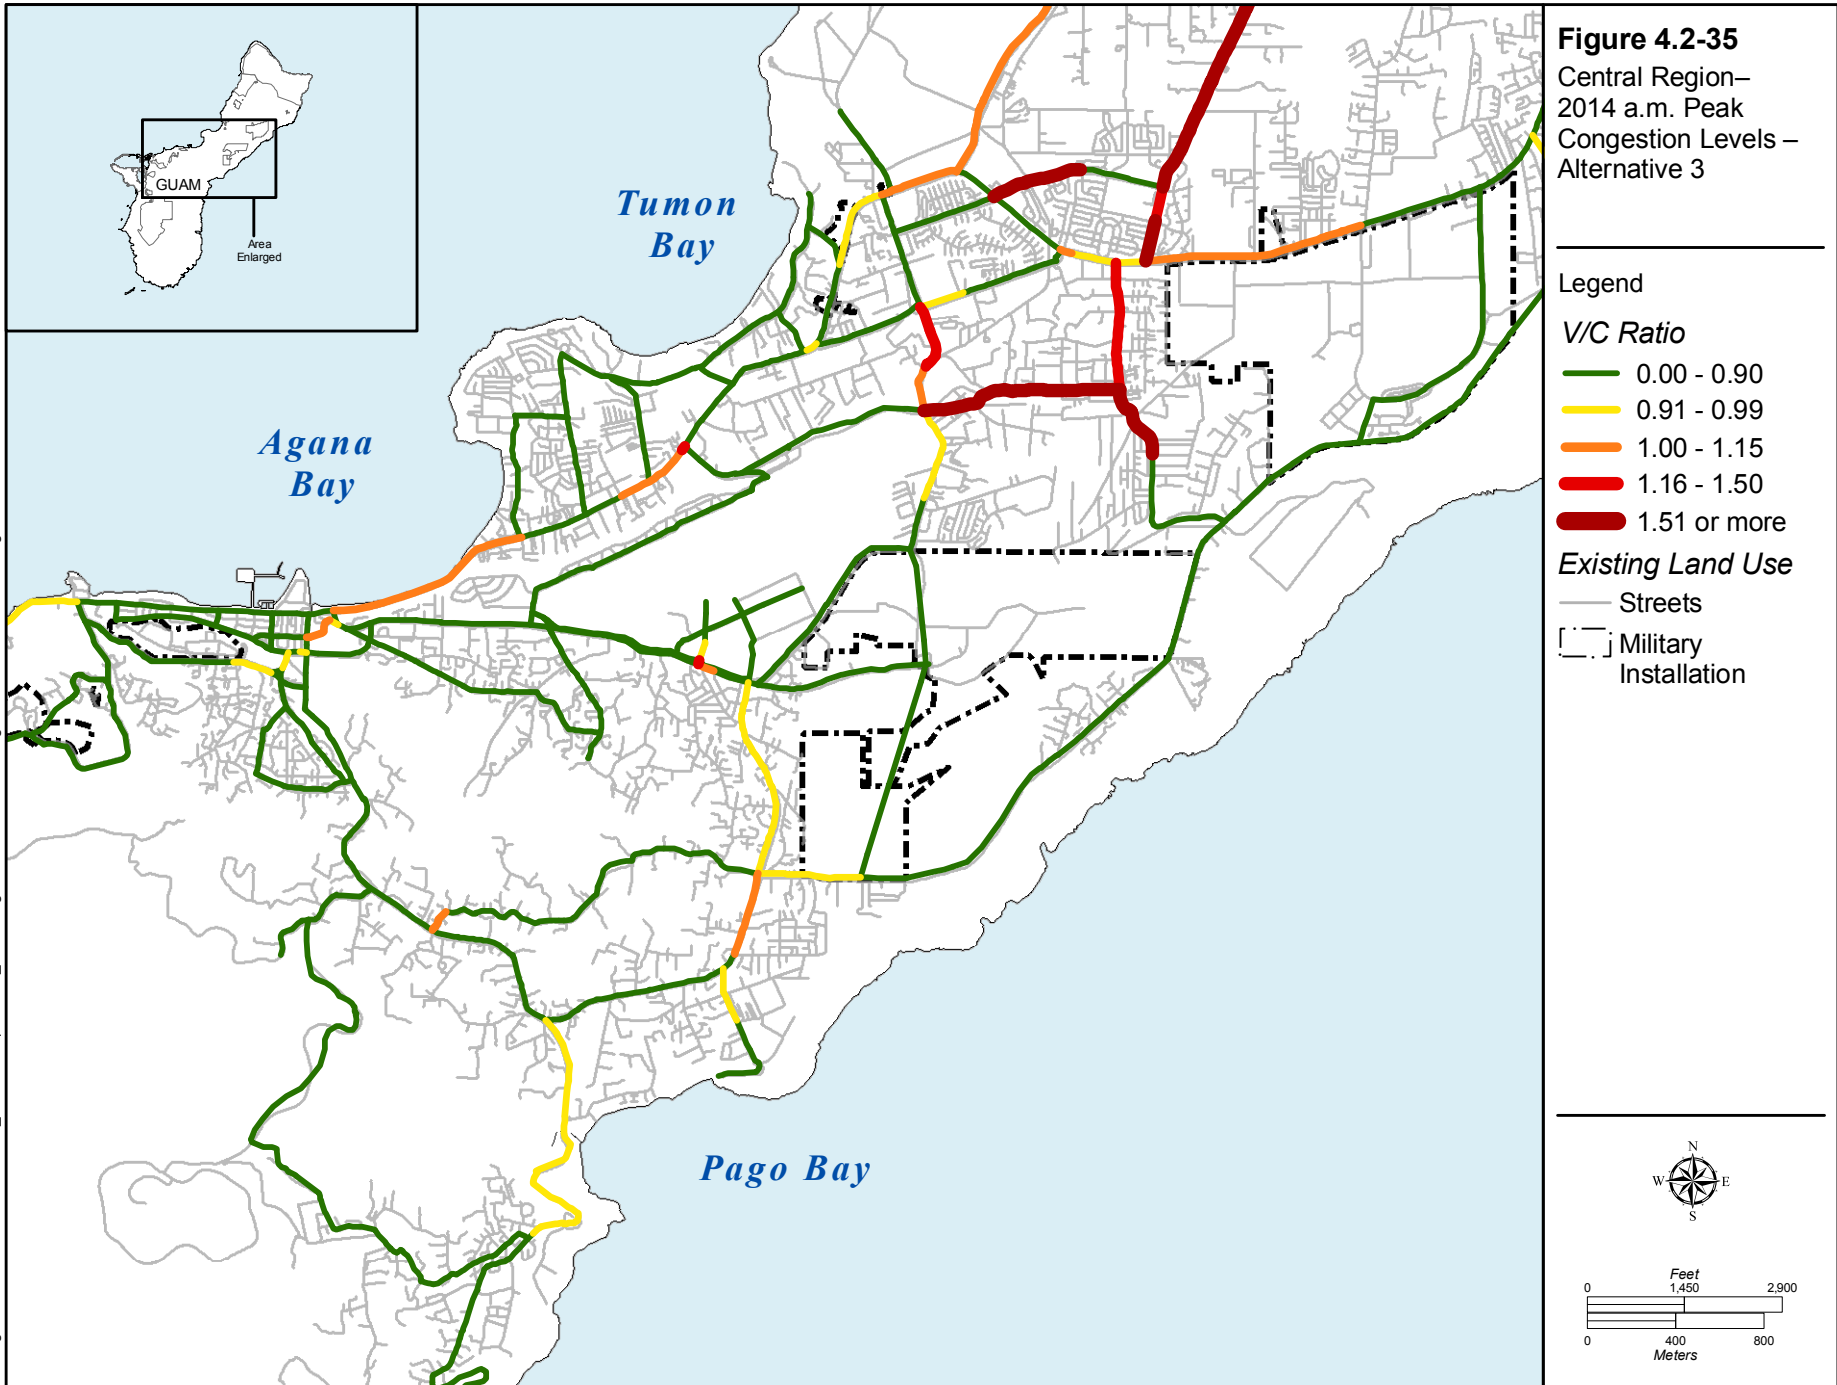 Figure 4.2-35
Central Region–
2014 a.m. Peak
Congestion Levels –
Alternative 3
GUAM
Area
Enlarged
Tumon
Bay
Agana
Bay
Pago Bay
Legend
V/C Ratio
0.00 - 0.90
0.91 - 0.99
1.00 - 1.15
1.16 - 1.50
1.51 or more
Existing Land Use
Streets
Military
Installation
N
W E
S
Feet
0 1,450 2,900
0 400 800
Meters